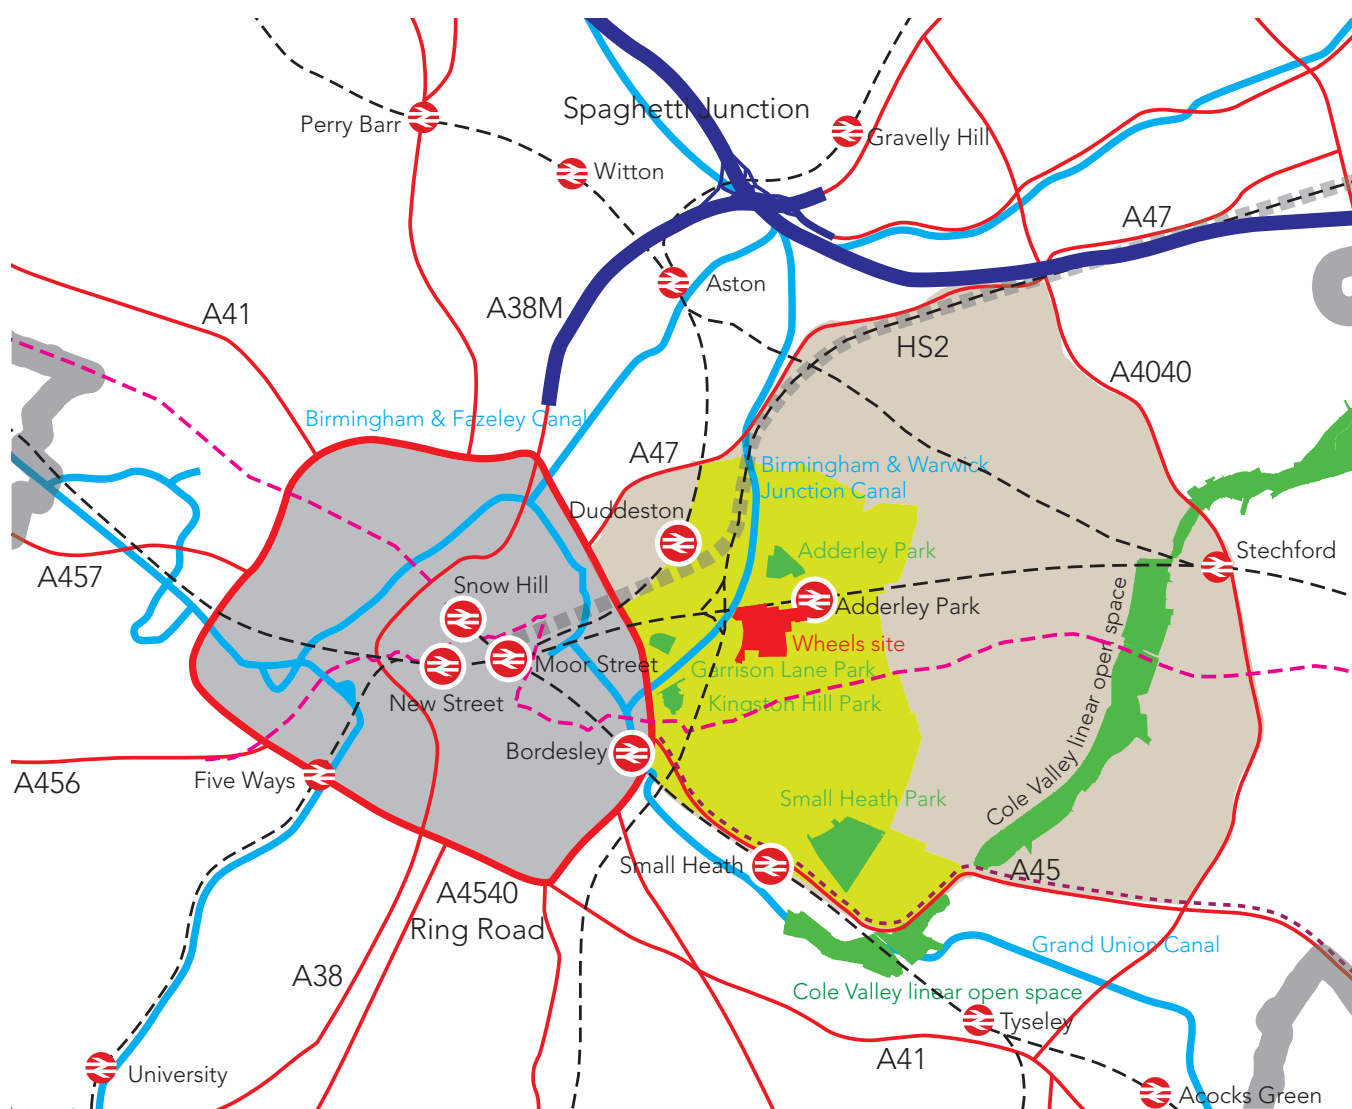 Spaghetti Junction
Perry Barr
Gravelly Hill
Witton
A47
Aston
A41
A38M
HS2
A4040
Birmingham & Fazeley Canal
A47
Birmingham & Warwick
Junction Canal
Duddeston
Adderley Park
Stechford
A457
Snow Hill
Adderley Park
Wheels site
Moor Street
Garrison Lane Park
New Street
Kingston Hill Park
Cole Valley linear open space
Bordesley
A456
Five Ways
Small Heath Park
Small Heath
A45
A4540
Ring Road
Grand Union Canal
A38
Cole Valley linear open space
Tyseley
A41
University
Acocks Green